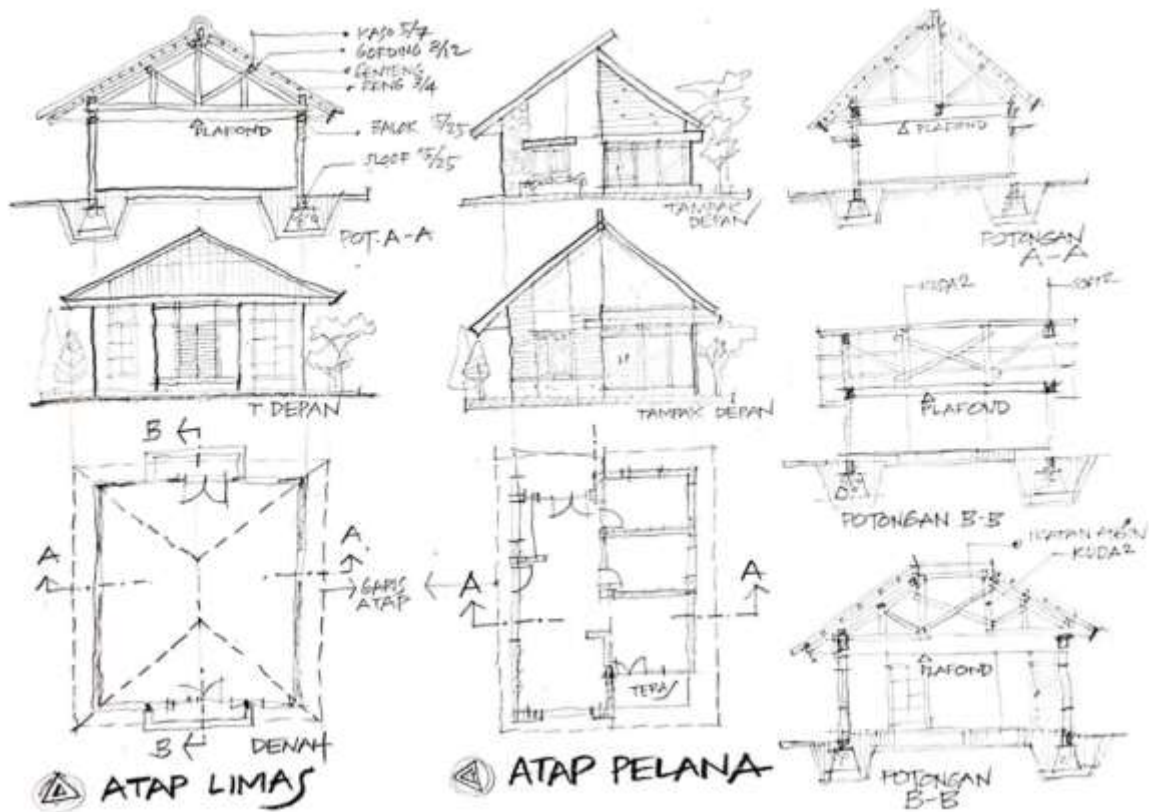 KASO 5/7
GORDING 8/12
GENTENG
RENG 3/4
PLAFOND
BALOK 15/25
SLOOF 15/25
POT. A-A
T DEPAN
B
A
A
GARIS
ATAP
B
DENAH
ATAP LIMAS
TAMPAK
DEPAN
TAMPAK DEPAN
A
A
TERAS
ATAP PELANA
PLAFOND
POTONGAN
A-A
KUDA2
PLAFOND
POTONGAN B-B
IKATAN ANGIN
KUDA2
PLAFOND
POTONGAN
B-B